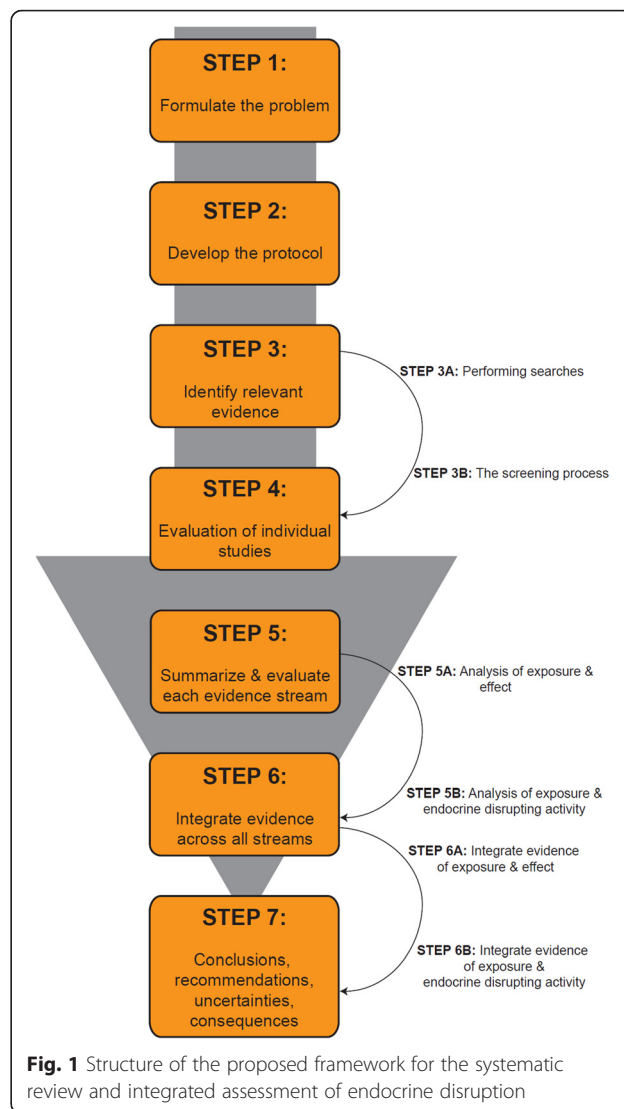 STEP 1:
Formulate the problem
STEP 2:
Develop the protocol
STEP 3:
Identify relevant
evidence
STEP 3A: Performing searches
STEP 3B: The screening process
STEP 4:
Evaluation of individual
studies
STEP 5:
Summarize & evaluate
each evidence stream
STEP 5A: Analysis of exposure &
effect
STEP 5B: Analysis of exposure &
endocrine disrupting activity
STEP 6:
Integrate evidence
across all streams
STEP 6A: Integrate evidence
of exposure & effect
STEP 6B: Integrate evidence
of exposure &
endocrine disrupting activity
STEP 7:
Conclusions,
recommendations,
uncertainties,
consequences
Fig. 1 Structure of the proposed framework for the systematic
review and integrated assessment of endocrine disruption